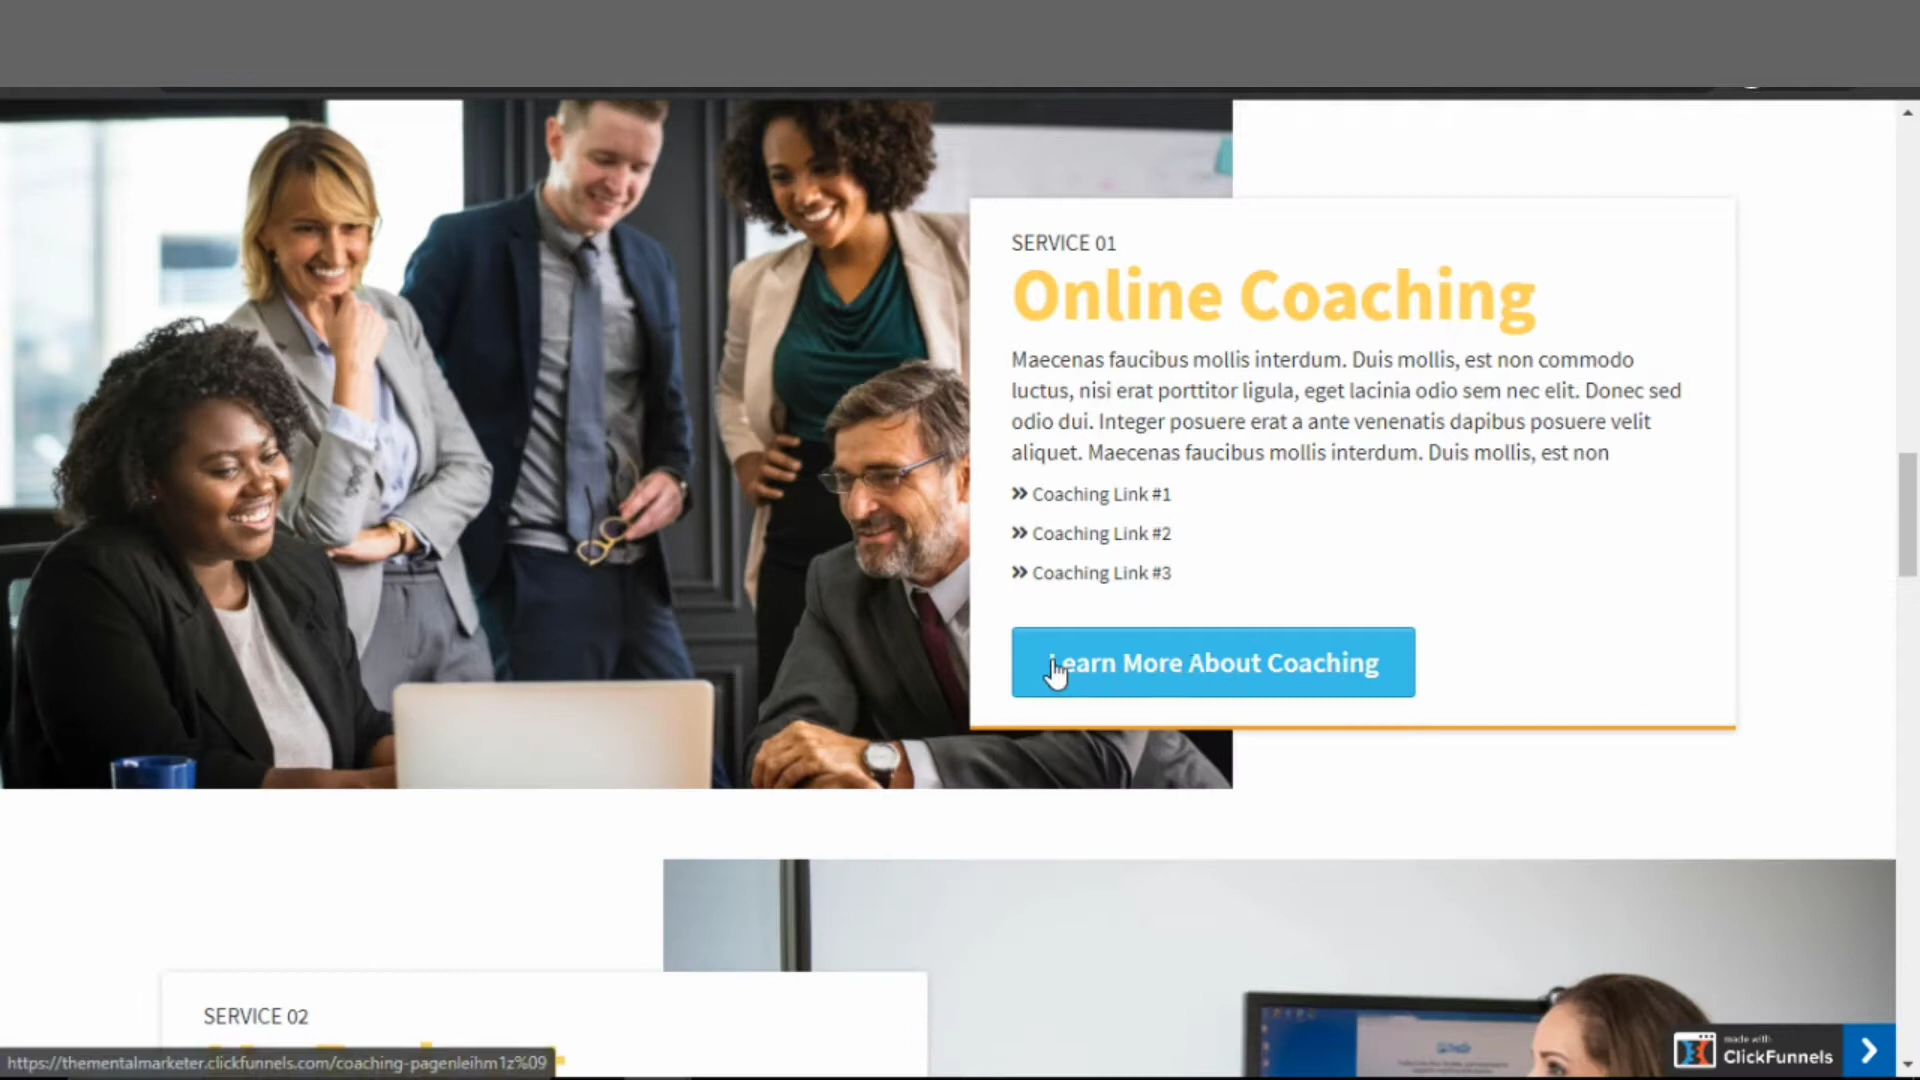 SERVICE 01
Online Coaching
Maecenas faucibus mollis interdum. Duis mollis, est non commodo
luctus, nisi erat porttitor ligula, eget lacinia odio sem nec elit. Donec sed
odio dui. Integer posuere erat a ante venenatis dapibus posuere velit
aliquet. Maecenas faucibus mollis interdum. Duis mollis, est non
Coaching Link #1
Coaching Link #2
Coaching Link #3
Learn More About Coaching
SERVICE 02
https://thementalmarketer.clickfunnels.com/coaching-pagenleihm1z%09
made with
ClickFunnels